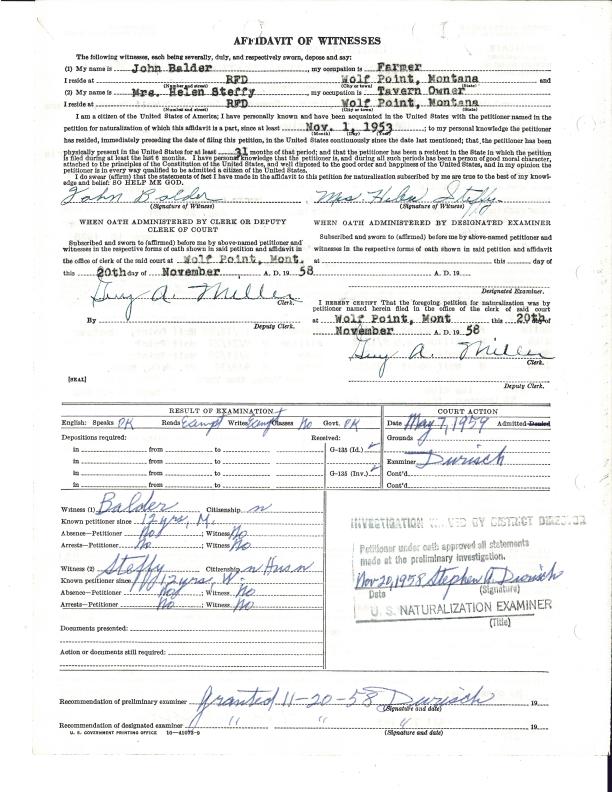 AFFIDAVIT OF WITNESSES
The following witnesses, each being severally, duly, and respectively sworn, depose and say:
(1) My name is John Balder, my occupation is Farmer
I reside at RFD Wolf Point, Montana and
(Number and street) (City or town) (State)
(2) My name is Mrs. Helen Steffy, my occupation is Tavern Owner
I reside at RFD Wolf Point, Montana
(Number and street) (City or town) (State)
I am a citizen of the United States of America; I have personally known and have been acquainted in the United States with the petitioner named in the
petition for naturalization of which this affidavit is a part, since at least Nov. 1, 1953; to my personal knowledge the petitioner
(Month) (Day) (Year)
has resided, immediately preceding the date of filing this petition, in the United States continuously since the date last mentioned; that the petitioner has been
physically present in the United States for at least 31 months of that period; and that the petitioner has been a resident in the State in which the petition
is filed during at least the last 6 months. I have personal knowledge that the petitioner is, and during all such periods has been a person of good moral character,
attached to the principles of the Constitution of the United States, and well disposed to the good order and happiness of the United States, and in my opinion the
petitioner is in every way qualified to be admitted a citizen of the United States.
I do swear (affirm) that the statements of fact I have made in the affidavit to this petition for naturalization subscribed by me are true to the best of my knowl-
edge and belief: SO HELP ME GOD.
John Balder Mrs. Helen Steffy
(Signature of Witness) (Signature of Witness)
WHEN OATH ADMINISTERED BY CLERK OR DEPUTY
CLERK OF COURT
Subscribed and sworn to (affirmed) before me by above-named petitioner and
witnesses in the respective forms of oath shown in said petition and affidavit in
the office of clerk of the said court at Wolf Point, Mont.
this 20th day of November A. D. 19 58
Guy A. Miller
Clerk.
By
Deputy Clerk.
[SEAL]
WHEN OATH ADMINISTERED BY DESIGNATED EXAMINER
Subscribed and sworn to (affirmed) before me by above-named petitioner and
witnesses in the respective forms of oath shown in said petition and affidavit
at this day of
A. D. 19
Designated Examiner.
I HEREBY CERTIFY That the foregoing petition for naturalization was by
petitioner named herein filed in the office of the clerk of said court
at Wolf Point, Mont this 20th day of
November A. D. 19 58
Guy A. Miller
Clerk.
Deputy Clerk.
RESULT OF EXAMINATION
English: Speaks OK Reads Exempt Writes Exempt Classes No Govt. OK
Depositions required: Received:
in from to
in from to G-135 (Id.) ✓
in from to
in from to G-135 (Inv.) ✓
in from to
COURT ACTION
Date May 7, 1959 Admitted Denied
Grounds
Examiner Durisch
Cont'd.
Cont'd.
Witness (1) Balder Citizenship n
Known petitioner since 12 yrs, M.
Absence—Petitioner No; Witness No
Arrests—Petitioner No; Witness No
Witness (2) Steffy Citizenship n Husn
Known petitioner since 12 yrs, W.
Absence—Petitioner No; Witness No
Arrests—Petitioner No; Witness No
Documents presented:
Action or documents still required:
INVESTIGATION WAIVED BY DISTRICT DIRECTOR
Petitioner under oath approved all statements
made at the preliminary investigation.
Nov 20, 1958 Stephen A. Durisch
Date (Signature)
U. S. NATURALIZATION EXAMINER
(Title)
Recommendation of preliminary examiner granted 11-20-58 Durisch 19
(Signature and date)
Recommendation of designated examiner " " " 19
(Signature and date)
U. S. GOVERNMENT PRINTING OFFICE 16—41078-9